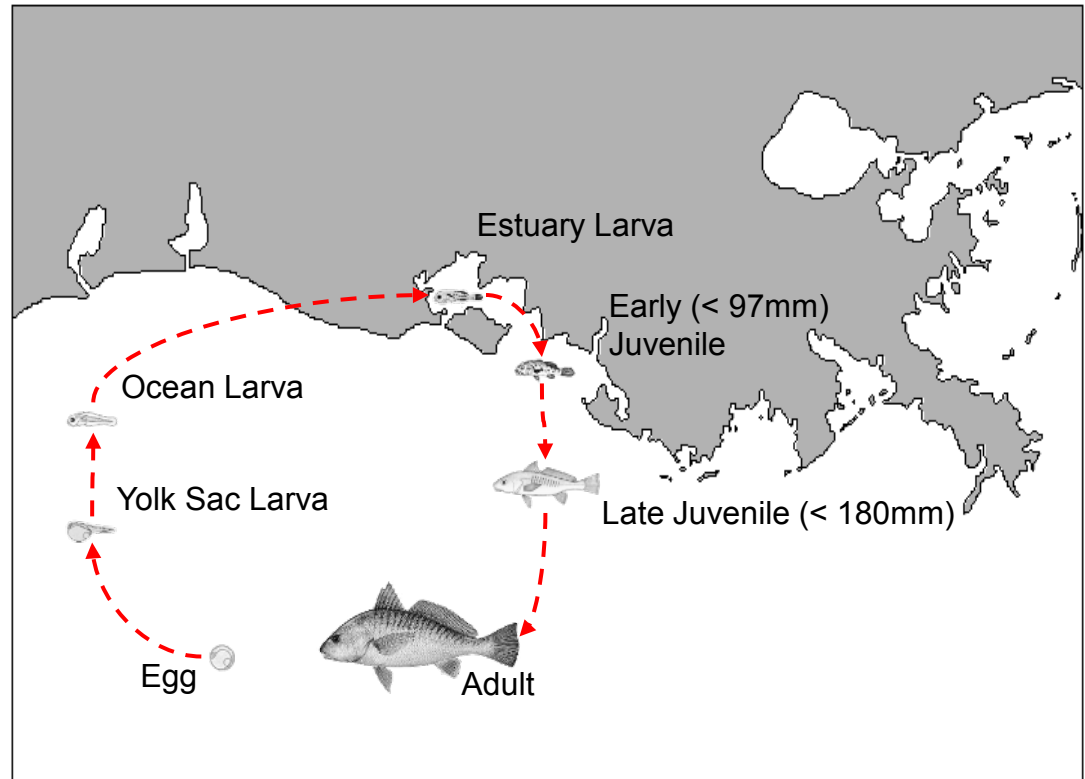 Estuary Larva
Early (< 97mm)
Juvenile
Ocean Larva
Yolk Sac Larva
Late Juvenile (< 180mm)
Egg
Adult